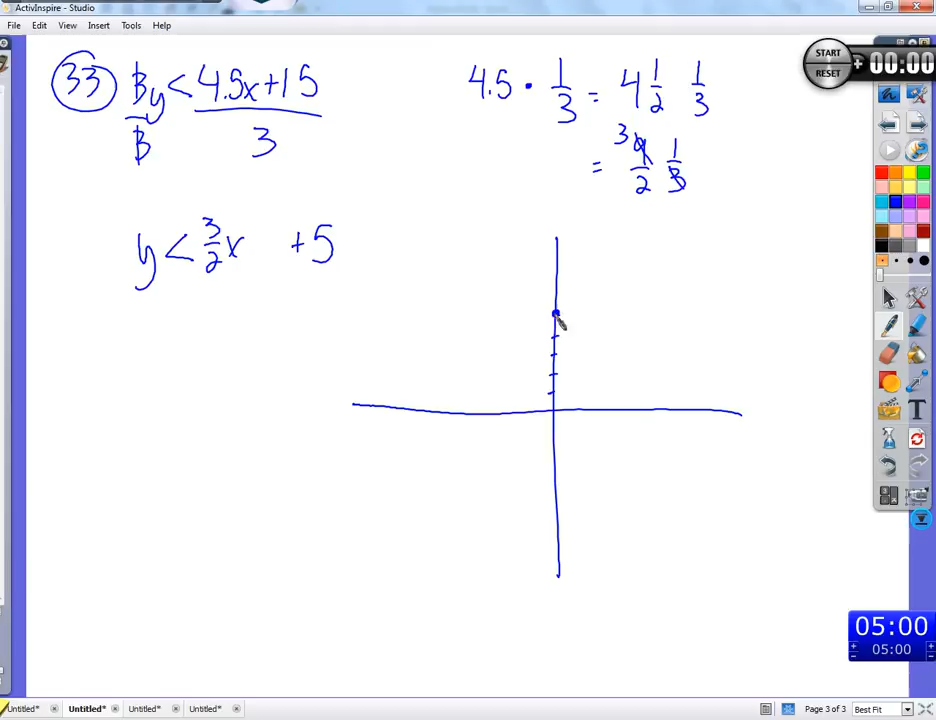 ActivInspire - Studio
File Edit View Insert Tools Help
START
RESET
00:00
33 3y < 4.5x+15
3 3
4.5 · 1/3 = 4 1/2 1/3
= 3 9/2 1/3
y < 3/2 x + 5
05:00
05:00
Untitled* Untitled* Untitled* Untitled*
Page 3 of 3
Best Fit